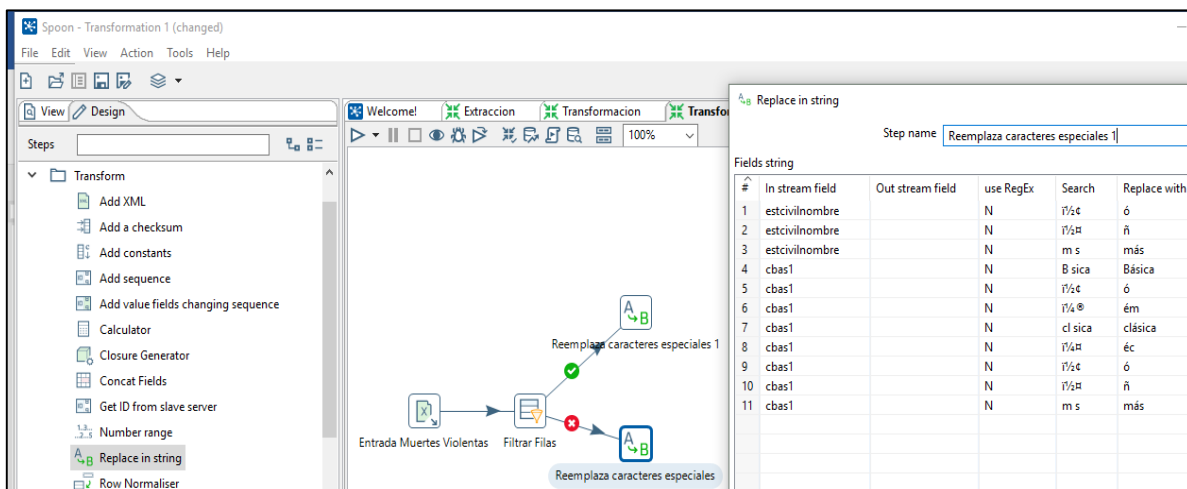 Spoon - Transformation 1 (changed)
File Edit View Action Tools Help
View Design
Steps
Transform
Add XML
Add a checksum
Add constants
Add sequence
Add value fields changing sequence
Calculator
Closure Generator
Concat Fields
Get ID from slave server
Number range
Replace in string
Row Normaliser
Welcome! Extraccion Transformacion Transfo
100%
Reemplaza caracteres especiales 1
Entrada Muertes Violentas Filtrar Filas
Reemplaza caracteres especiales
Replace in string
Step name Reemplaza caracteres especiales 1
Fields string
# In stream field Out stream field use RegEx Search Replace with
1 estcivilnombre N ï½¢ ó
2 estcivilnombre N ï½¤ ñ
3 estcivilnombre N m s más
4 cbas1 N B sica Básica
5 cbas1 N ï½¢ ó
6 cbas1 N ï¼® ém
7 cbas1 N cl sica clásica
8 cbas1 N ï¼¤ éc
9 cbas1 N ï½¢ ó
10 cbas1 N ï½¤ ñ
11 cbas1 N m s más